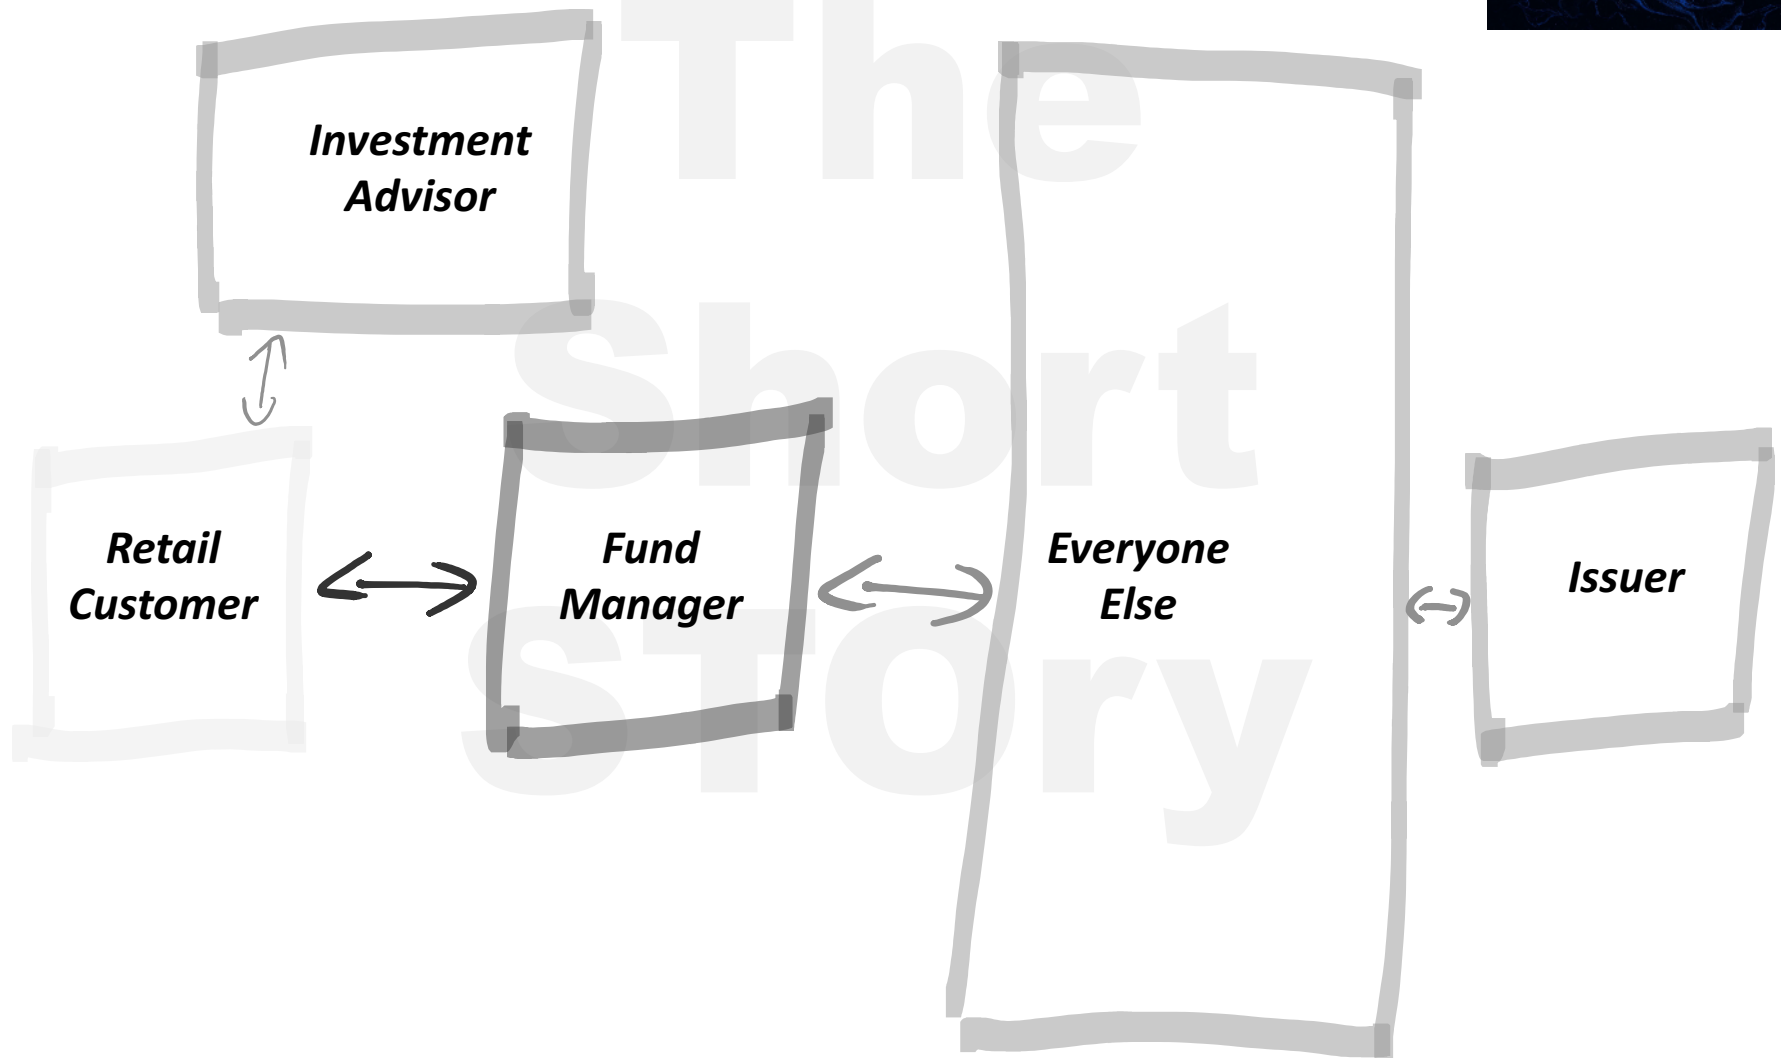 The
Short
STOry
Investment
Advisor
Retail
Customer
Fund
Manager
Everyone
Else
Issuer